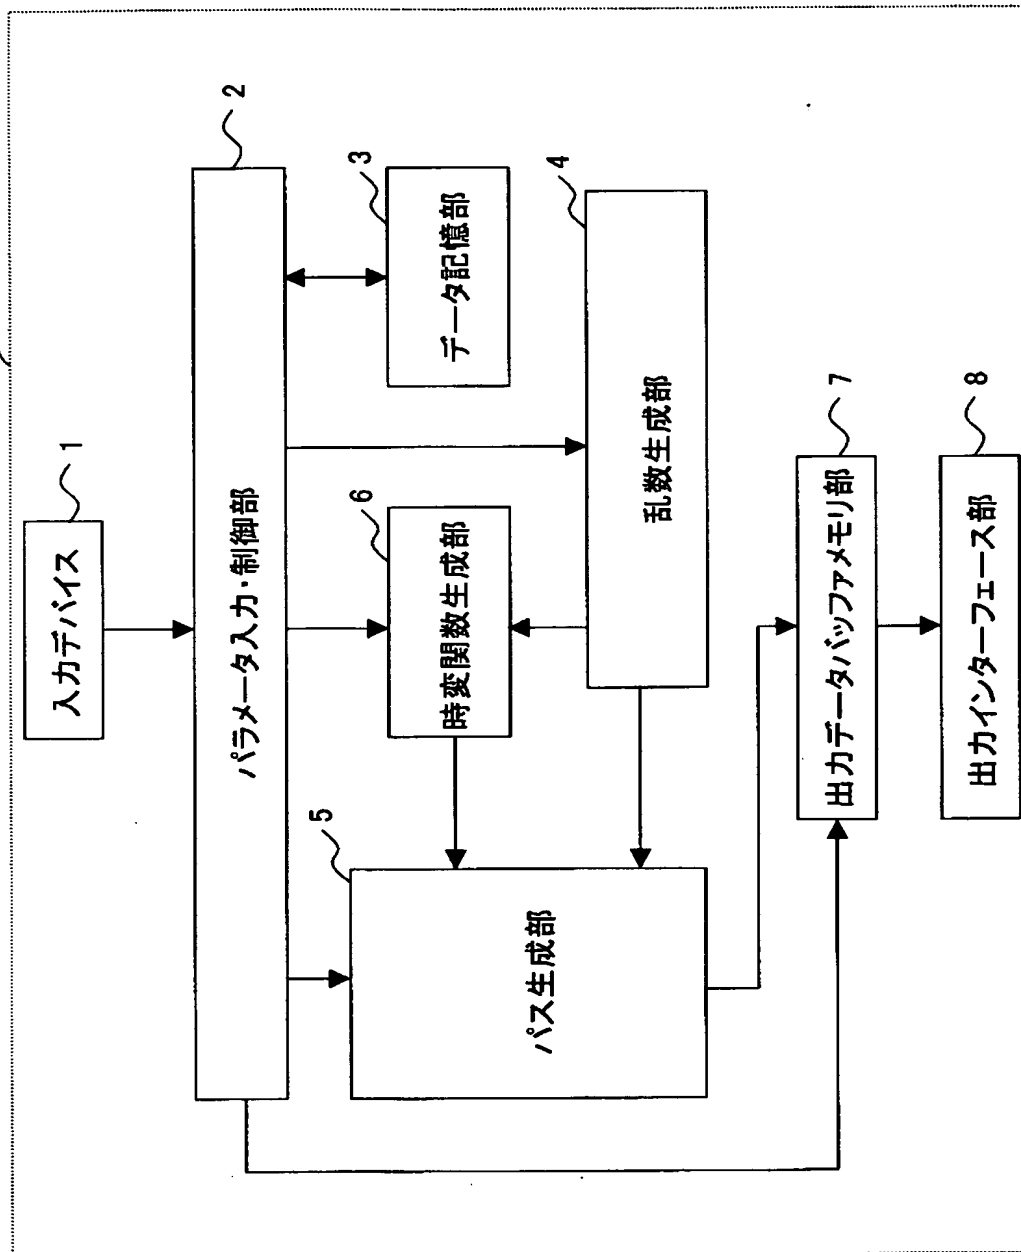 入力デバイス
1
パラメータ入力・制御部
2
データ記憶部
3
乱数生成部
4
パス生成部
5
時変関数生成部
6
出力データバッファメモリ部
7
出力インターフェース部
8